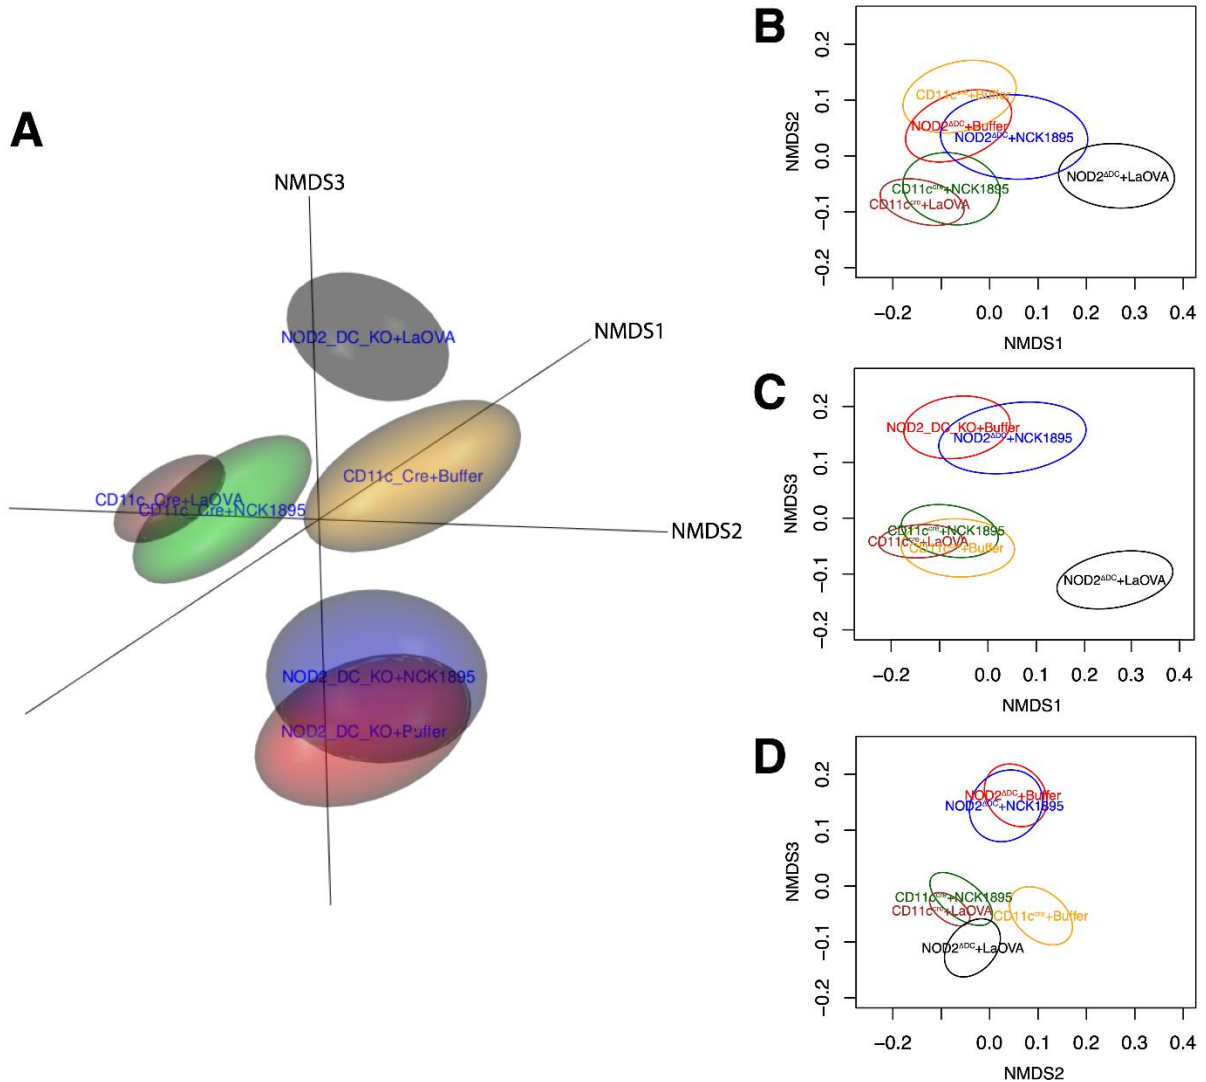 A
NMDS3
NOD2_DC_KO+LaOVA
NMDS1
CD11c_Cre+Buffer
CD11c_Cre+LaOVA
CD11c_Cre+NCK1895
NMDS2
NOD2_DC_KO+NCK1895
NOD2_DC_KO+Buffer
B
NMDS2
0.2
0.1
0.0
−0.1
−0.2
CD11cᶜʳᵉ+Buffer
NOD2ΔDC+Buffer
NOD2ΔDC+NCK1895
NOD2ΔDC+LaOVA
CD11cᶜʳᵉ+NCK1895
CD11cᶜʳᵉ+LaOVA
−0.2 0.0 0.1 0.2 0.3 0.4
NMDS1
C
NMDS3
0.2
0.1
0.0
−0.1
−0.2
NOD2_DC_KO+Buffer
NOD2ΔDC+NCK1895
CD11cᶜʳᵉ+NCK1895
CD11cᶜʳᵉ+LaOVA
CD11cᶜʳᵉ+Buffer
NOD2ΔDC+LaOVA
−0.2 0.0 0.1 0.2 0.3 0.4
NMDS1
D
NMDS3
0.2
0.1
0.0
−0.1
−0.2
NOD2ΔDC+Buffer
NOD2ΔDC+NCK1895
CD11cᶜʳᵉ+NCK1895
CD11cᶜʳᵉ+LaOVA
CD11cᶜʳᵉ+Buffer
NOD2ΔDC+LaOVA
−0.2 0.0 0.1 0.2 0.3 0.4
NMDS2